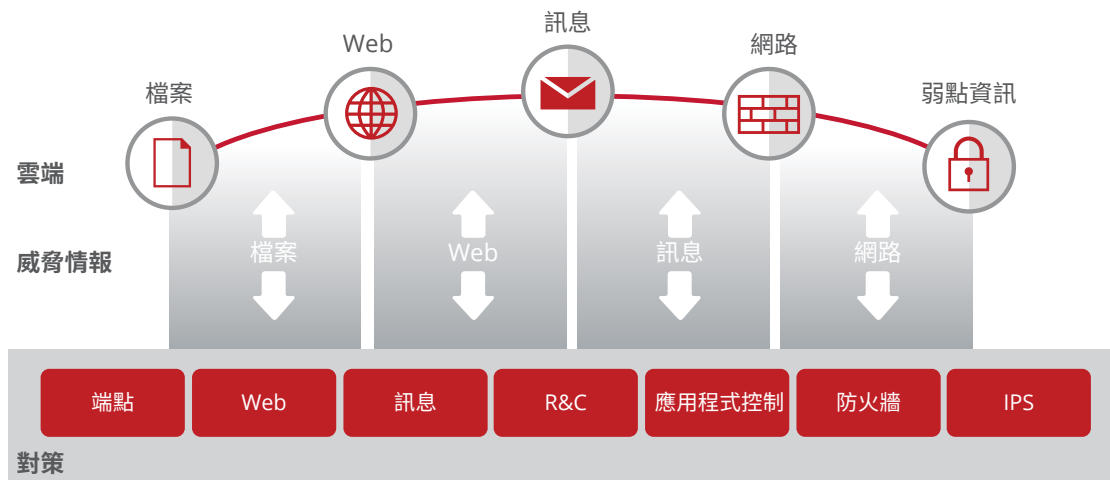 訊息
Web
網路
檔案
弱點資訊
雲端
威脅情報
檔案
Web
訊息
網路
端點
Web
訊息
R&C
應用程式控制
防火牆
IPS
對策